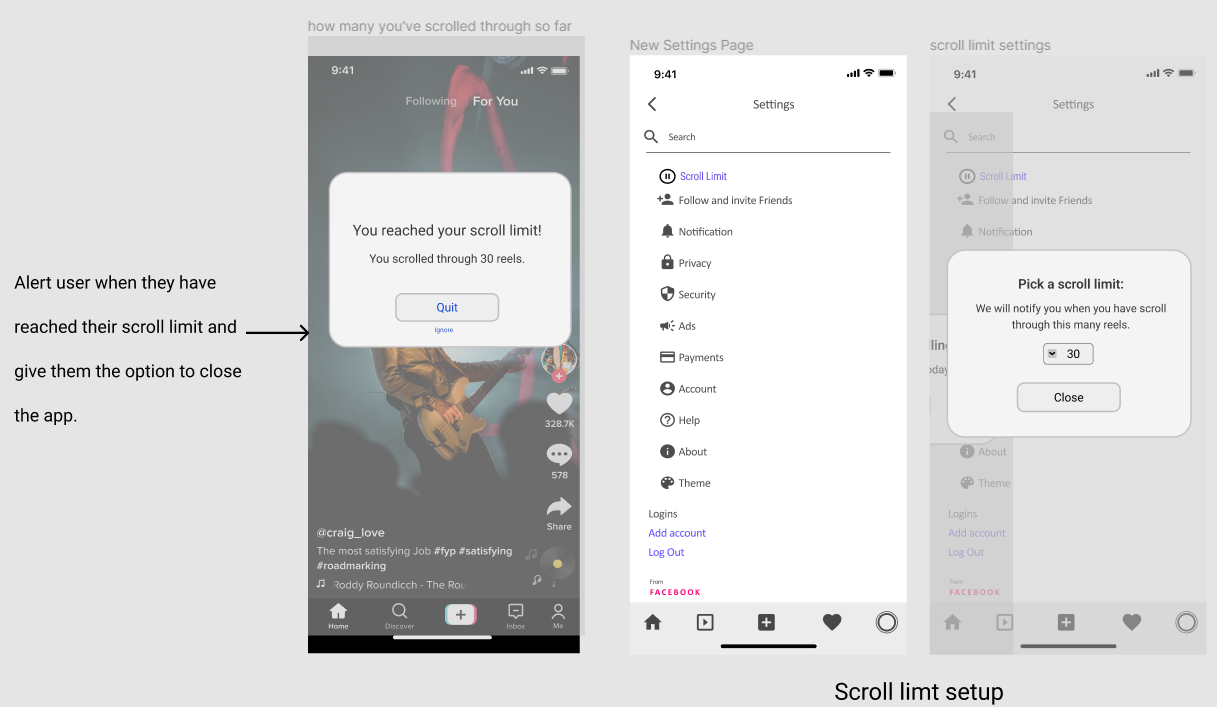 how many you've scrolled through so far
9:41
Following
For You
You reached your scroll limit!
You scrolled through 30 reels.
Quit
Ignore
328.7K
578
Share
@craig_love
The most satisfying Job #fyp #satisfying
#roadmarking
Roddy Roundicch - The Rou
Home
Discover
Inbox
Me
Alert user when they have
reached their scroll limit and
give them the option to close
the app.
New Settings Page
9:41
Settings
Search
Scroll Limit
Follow and invite Friends
Notification
Privacy
Security
Ads
Payments
Account
Help
About
Theme
Logins
Add account
Log Out
From
FACEBOOK
scroll limit settings
9:41
Settings
Search
Scroll Limit
Follow and invite Friends
Notification
Pick a scroll limit:
We will notify you when you have scroll
through this many reels.
30
Close
About
Theme
Logins
Add account
Log Out
From
FACEBOOK
Scroll limt setup